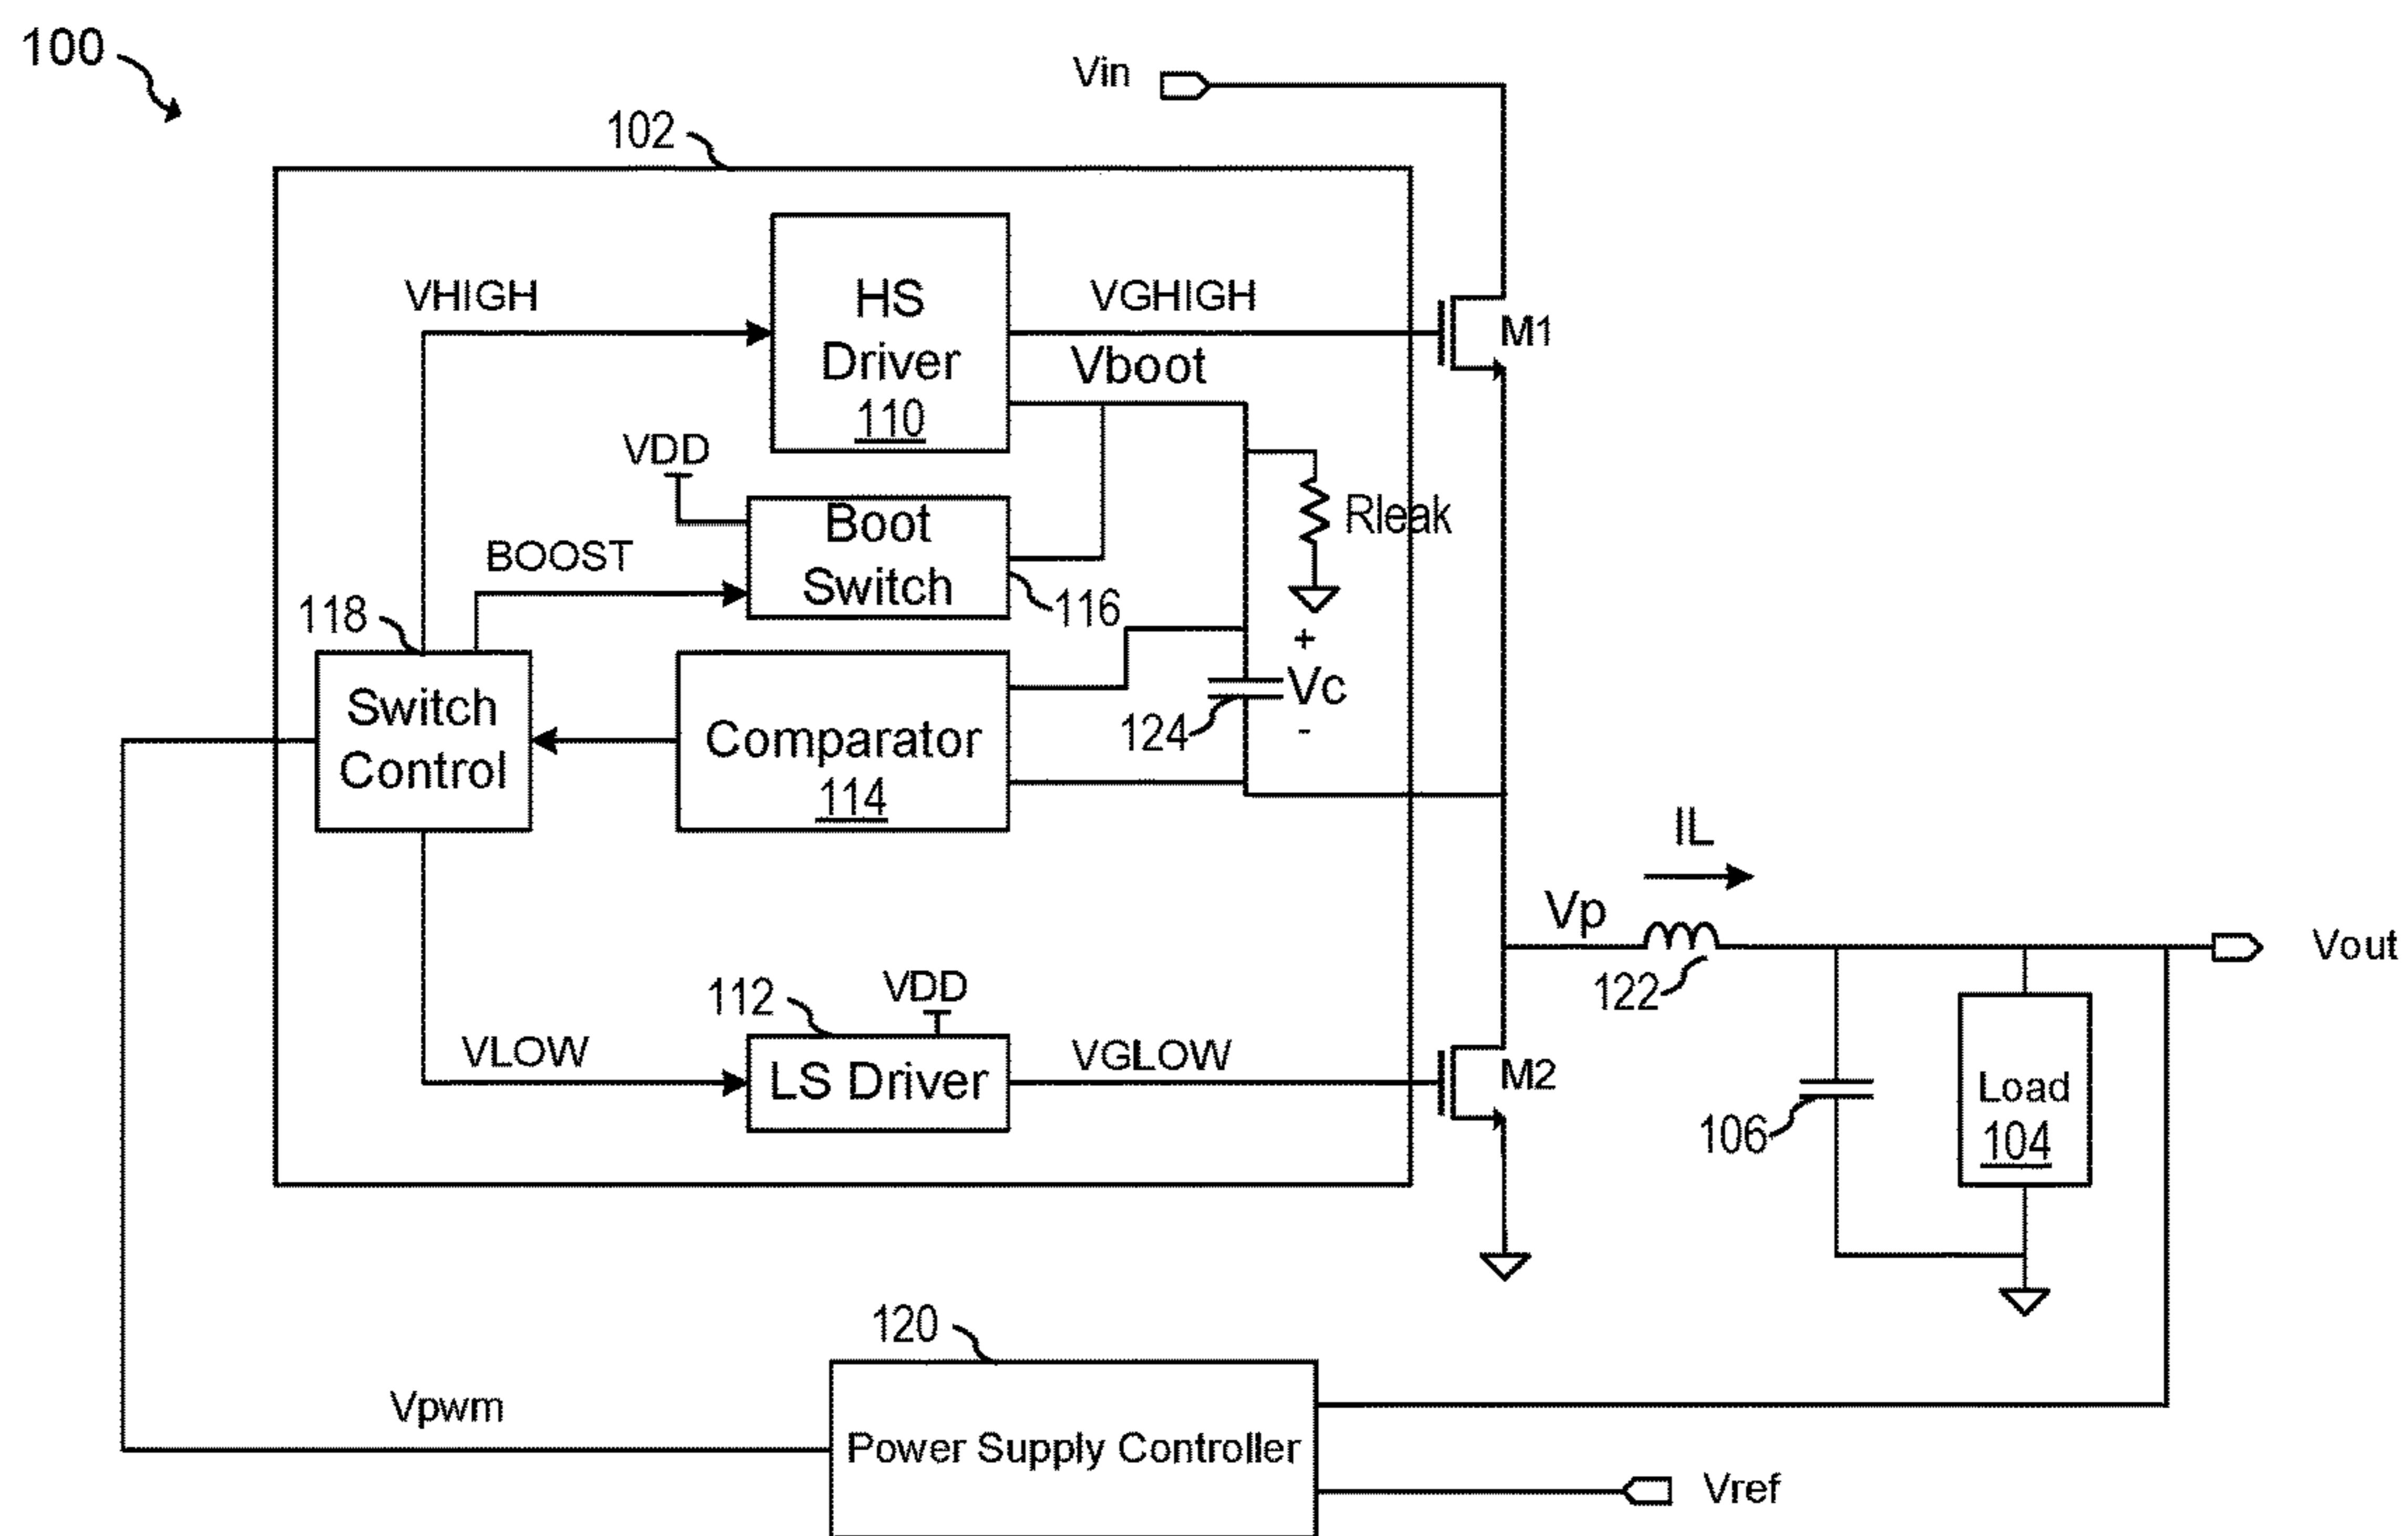 100
Vin
102
VHIGH
HS
Driver
110
VGHIGH
M1
Vboot
VDD
Boot
Switch
Rleak
BOOST
116
118
+
Vc
-
124
Switch
Control
Comparator
114
IL
Vp
122
Vout
112
VDD
VLOW
LS Driver
VGLOW
M2
106
Load
104
120
Vpwm
Power Supply Controller
Vref